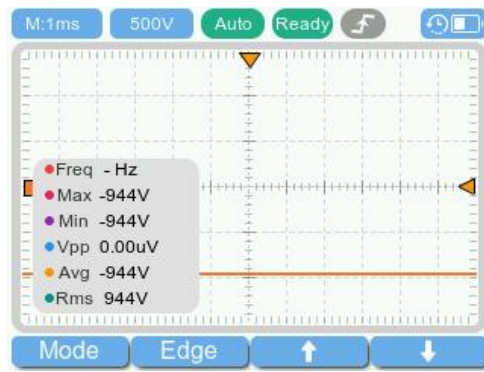 M:1ms 500V Auto Ready
Freq - Hz
Max -944V
Min -944V
Vpp 0.00uV
Avg -944V
Rms 944V
Mode Edge